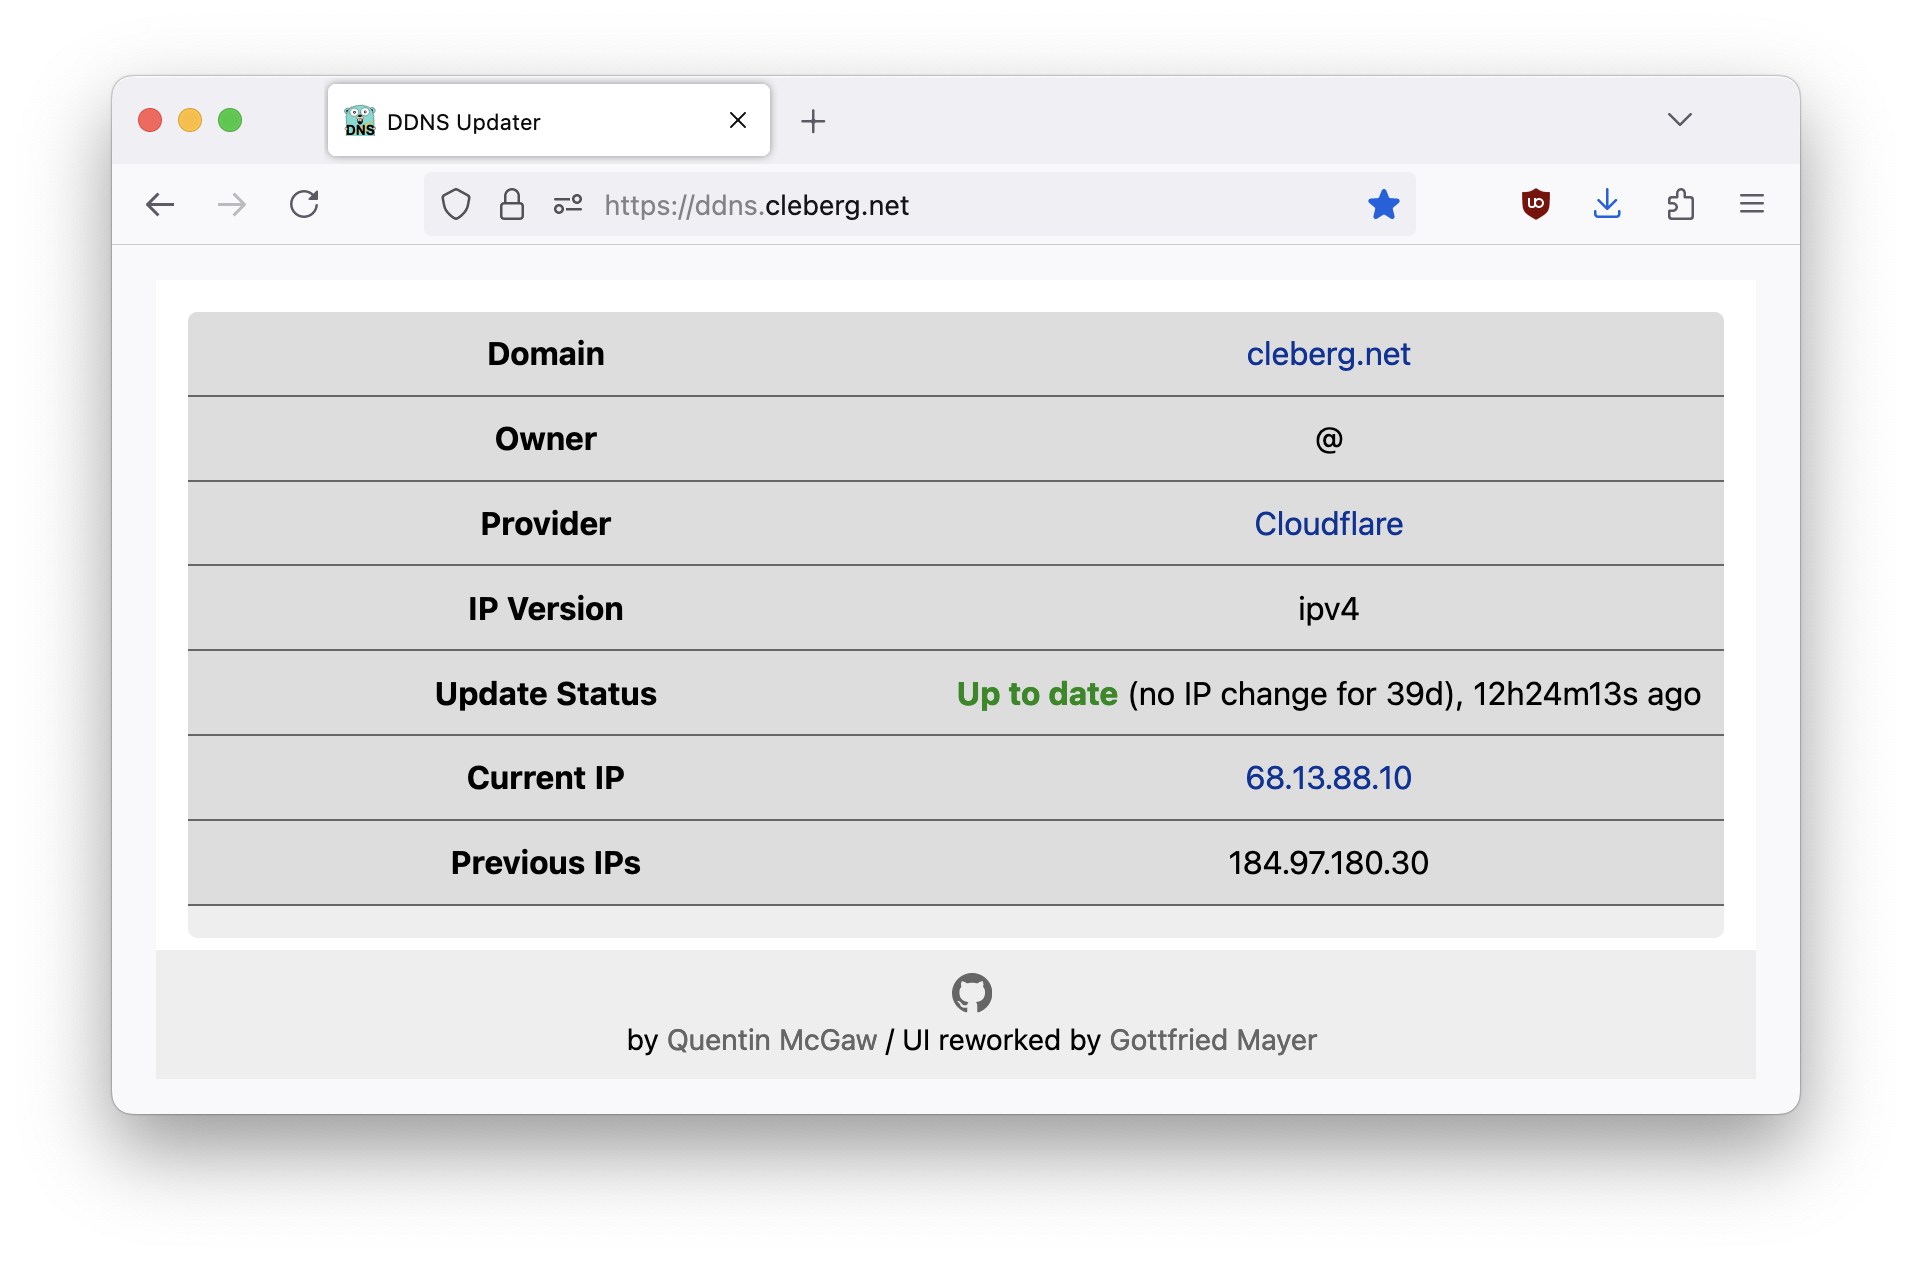 DNS DDNS Updater
https://ddns.cleberg.net
Domain cleberg.net
Owner @
Provider Cloudflare
IP Version ipv4
Update Status Up to date (no IP change for 39d), 12h24m13s ago
Current IP 68.13.88.10
Previous IPs 184.97.180.30
by Quentin McGaw / UI reworked by Gottfried Mayer